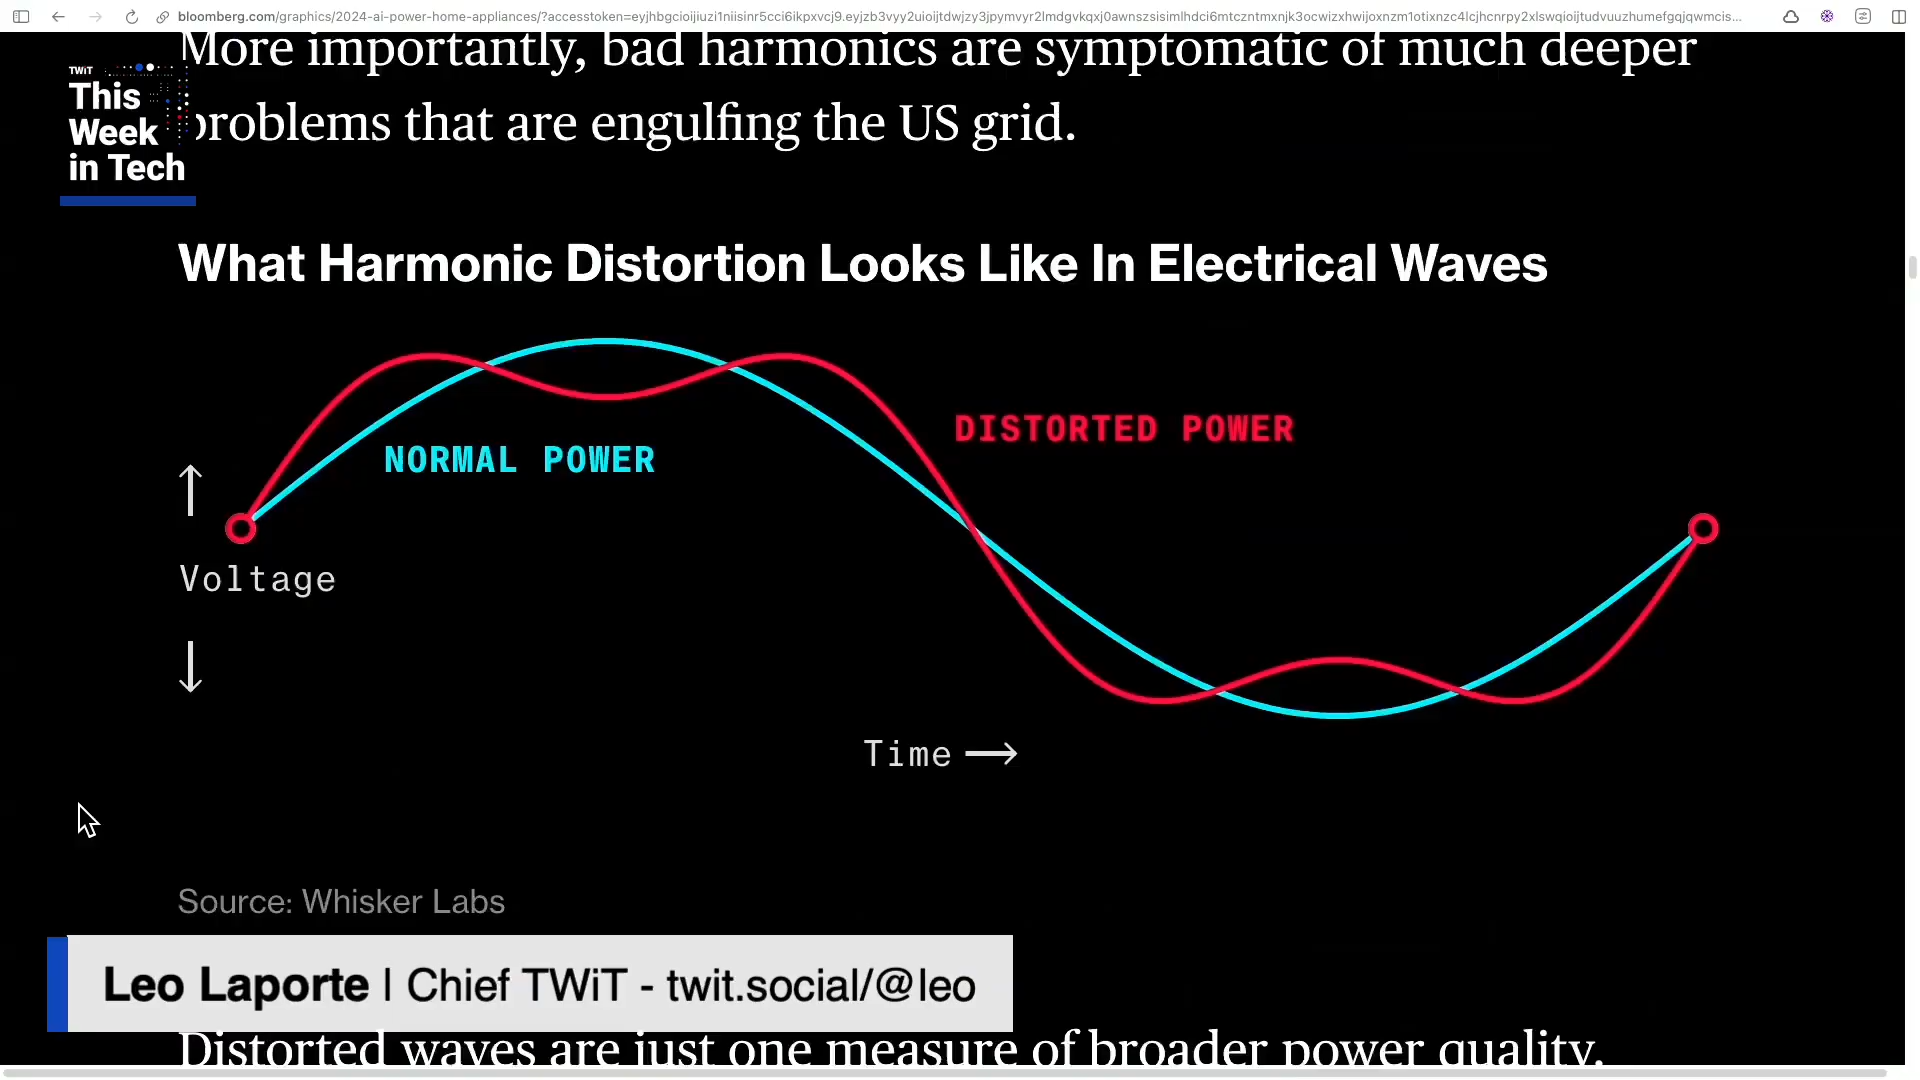 bloomberg.com/graphics/2024-ai-power-home-appliances/?accesstoken=eyjhbgcioijiuzi1niisinr5cci6ikpxvcj9.eyjzb3vyy2uioijtdwjzy3jpymvyr2lmdgvkqxj0awnszsisimlhdci6mtczntmxnjk3ocwizxhwijoxnzm1otixnzc4lcjhcnrpy2xlswqioijtudvuuzhumefgqjqwmcis...
More importantly, bad harmonics are symptomatic of much deeper
problems that are engulfing the US grid.
TWiT
This
Week
in Tech
What Harmonic Distortion Looks Like In Electrical Waves
DISTORTED POWER
NORMAL POWER
Voltage
Time
Source: Whisker Labs
Leo Laporte | Chief TWiT - twit.social/@leo
Distorted waves are just one measure of broader power quality.